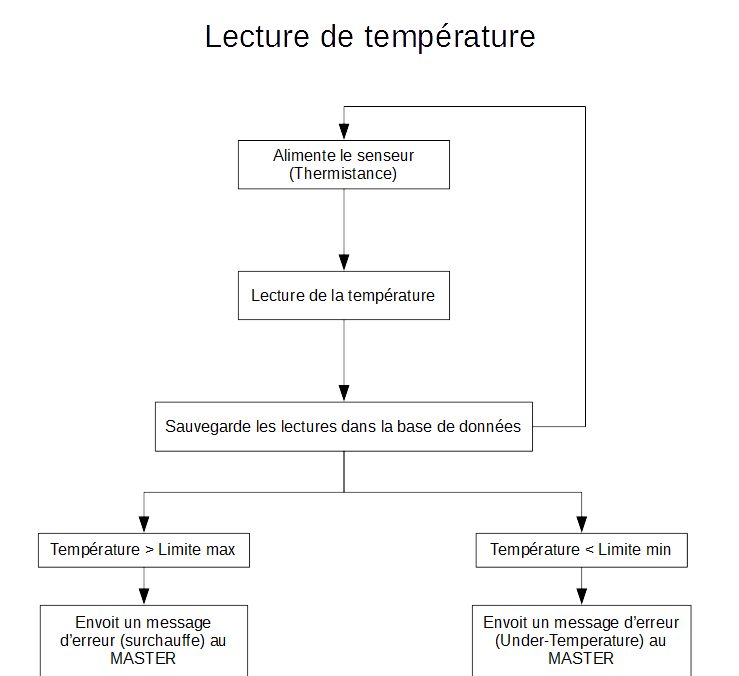 Lecture de température
Alimente le senseur
(Thermistance)
Lecture de la température
Sauvegarde les lectures dans la base de données
Température > Limite max
Température < Limite min
Envoit un message
d'erreur (surchauffe) au
MASTER
Envoit un message d'erreur
(Under-Temperature) au
MASTER